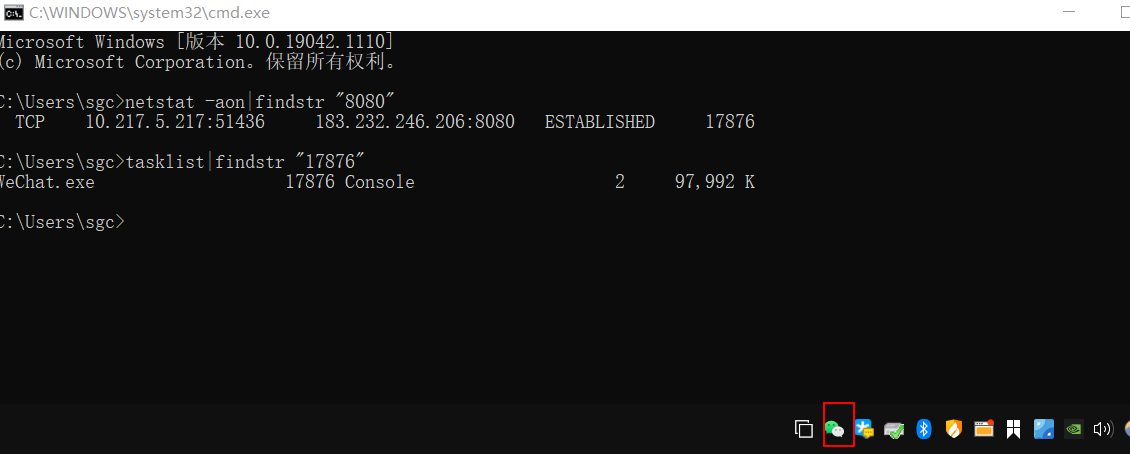 C:\WINDOWS\system32\cmd.exe
Microsoft Windows [版本 10.0.19042.1110]
(c) Microsoft Corporation。保留所有权利。
C:\Users\sgc>netstat -aon|findstr "8080"
TCP 10.217.5.217:51436 183.232.246.206:8080 ESTABLISHED 17876
C:\Users\sgc>tasklist|findstr "17876"
WeChat.exe 17876 Console 2 97,992 K
C:\Users\sgc>